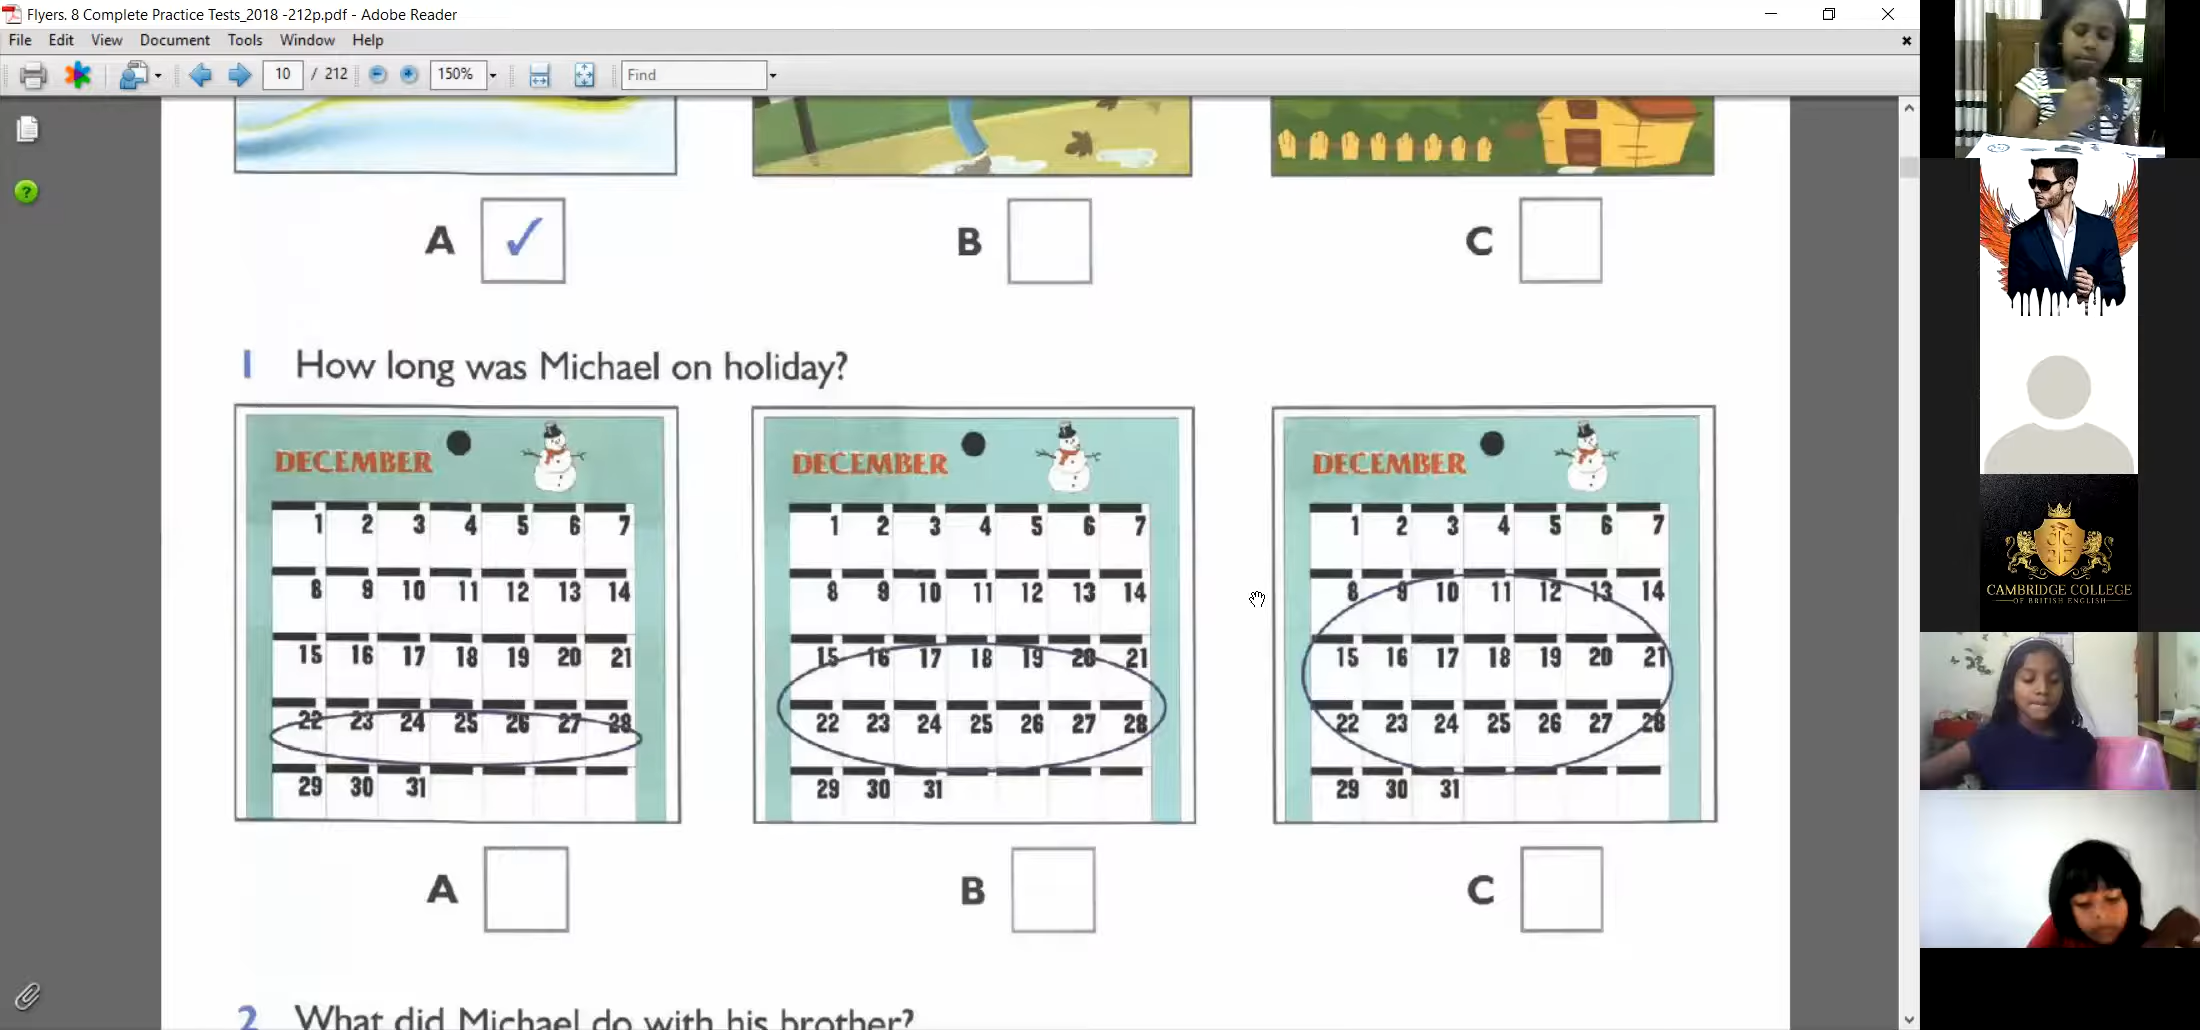 Flyers. 8 Complete Practice Tests_2018 -212p.pdf - Adobe Reader
File Edit View Document Tools Window Help
10 / 212 150% Find
A ✓ B C
1 How long was Michael on holiday?
DECEMBER
1 2 3 4 5 6 7
8 9 10 11 12 13 14
15 16 17 18 19 20 21
22 23 24 25 26 27 28
29 30 31
DECEMBER
1 2 3 4 5 6 7
8 9 10 11 12 13 14
15 16 17 18 19 20 21
22 23 24 25 26 27 28
29 30 31
DECEMBER
1 2 3 4 5 6 7
8 9 10 11 12 13 14
15 16 17 18 19 20 21
22 23 24 25 26 27 28
29 30 31
A B C
2 What did Michael do with his brother?
CAMBRIDGE COLLEGE
OF BRITISH ENGLISH